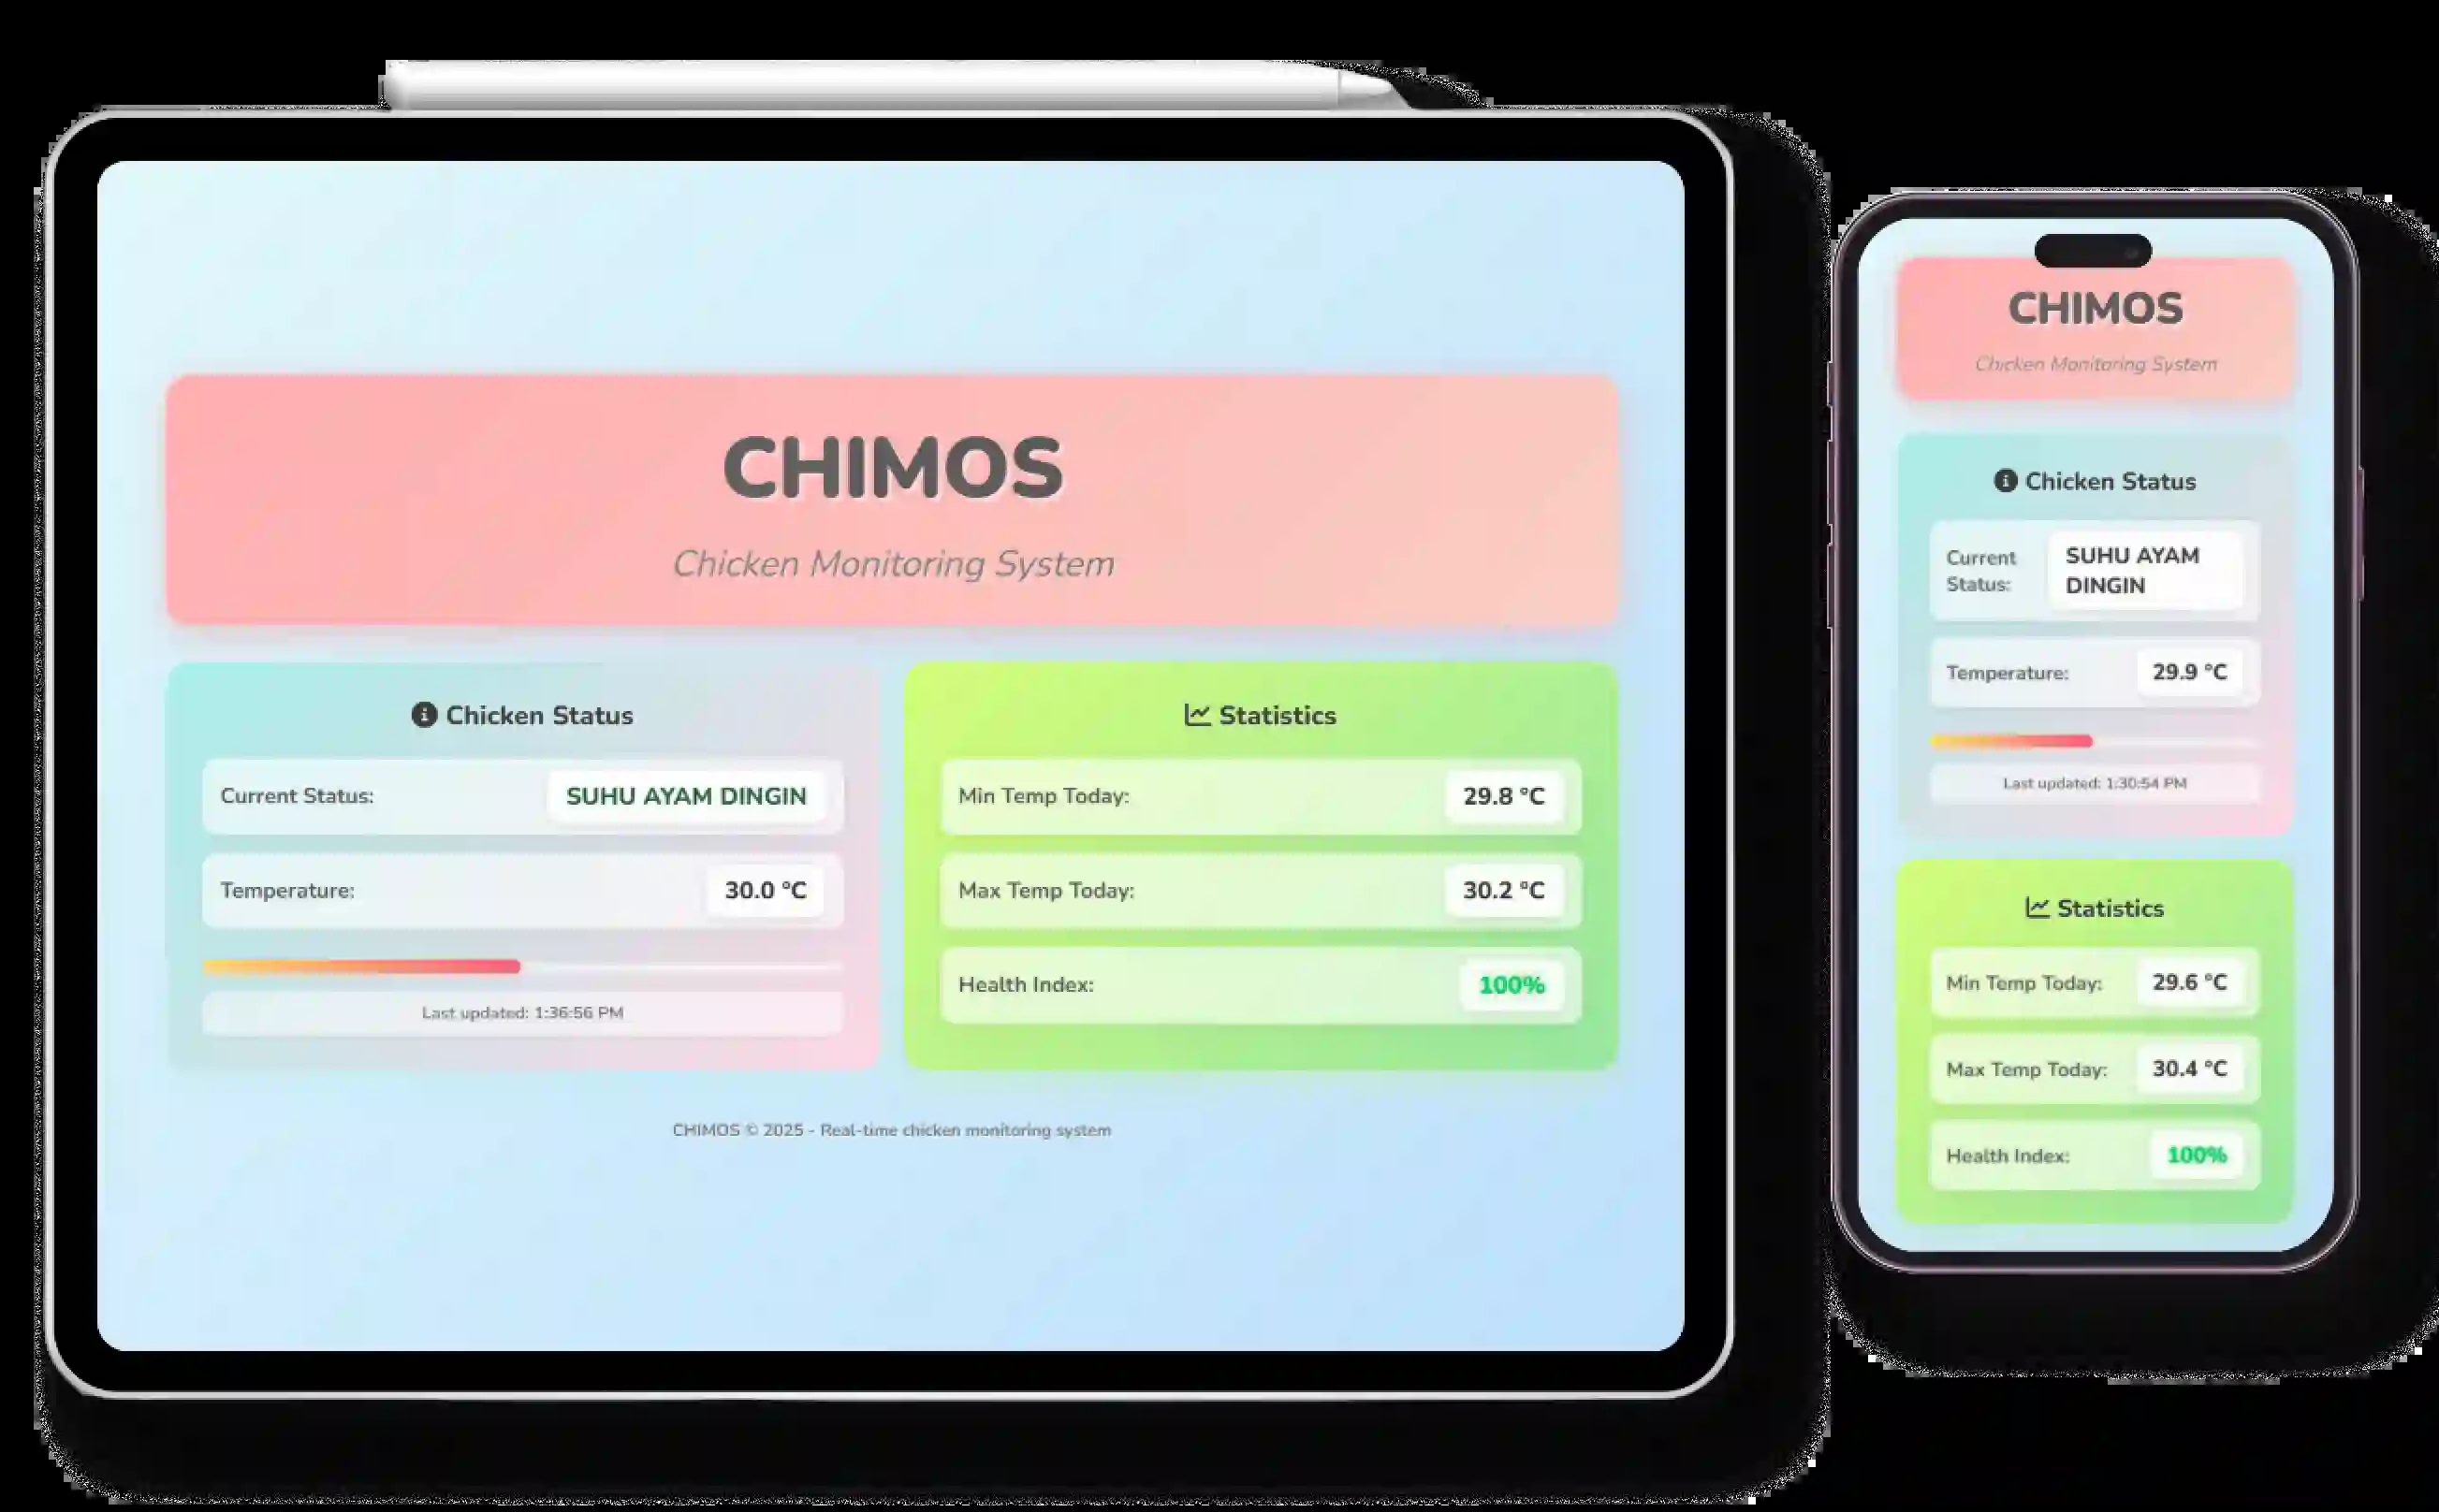 CHIMOS
Chicken Monitoring System
Chicken Status
Current Status:
SUHU AYAM DINGIN
Temperature:
30.0 °C
Last updated: 1:36:56 PM
Statistics
Min Temp Today:
29.8 °C
Max Temp Today:
30.2 °C
Health Index:
100%
CHIMOS © 2025 - Real-time chicken monitoring system
CHIMOS
Chicken Monitoring System
Chicken Status
Current
Status:
SUHU AYAM
DINGIN
Temperature:
29.9 °C
Last updated: 1:30:54 PM
Statistics
Min Temp Today:
29.6 °C
Max Temp Today:
30.4 °C
Health Index:
100%